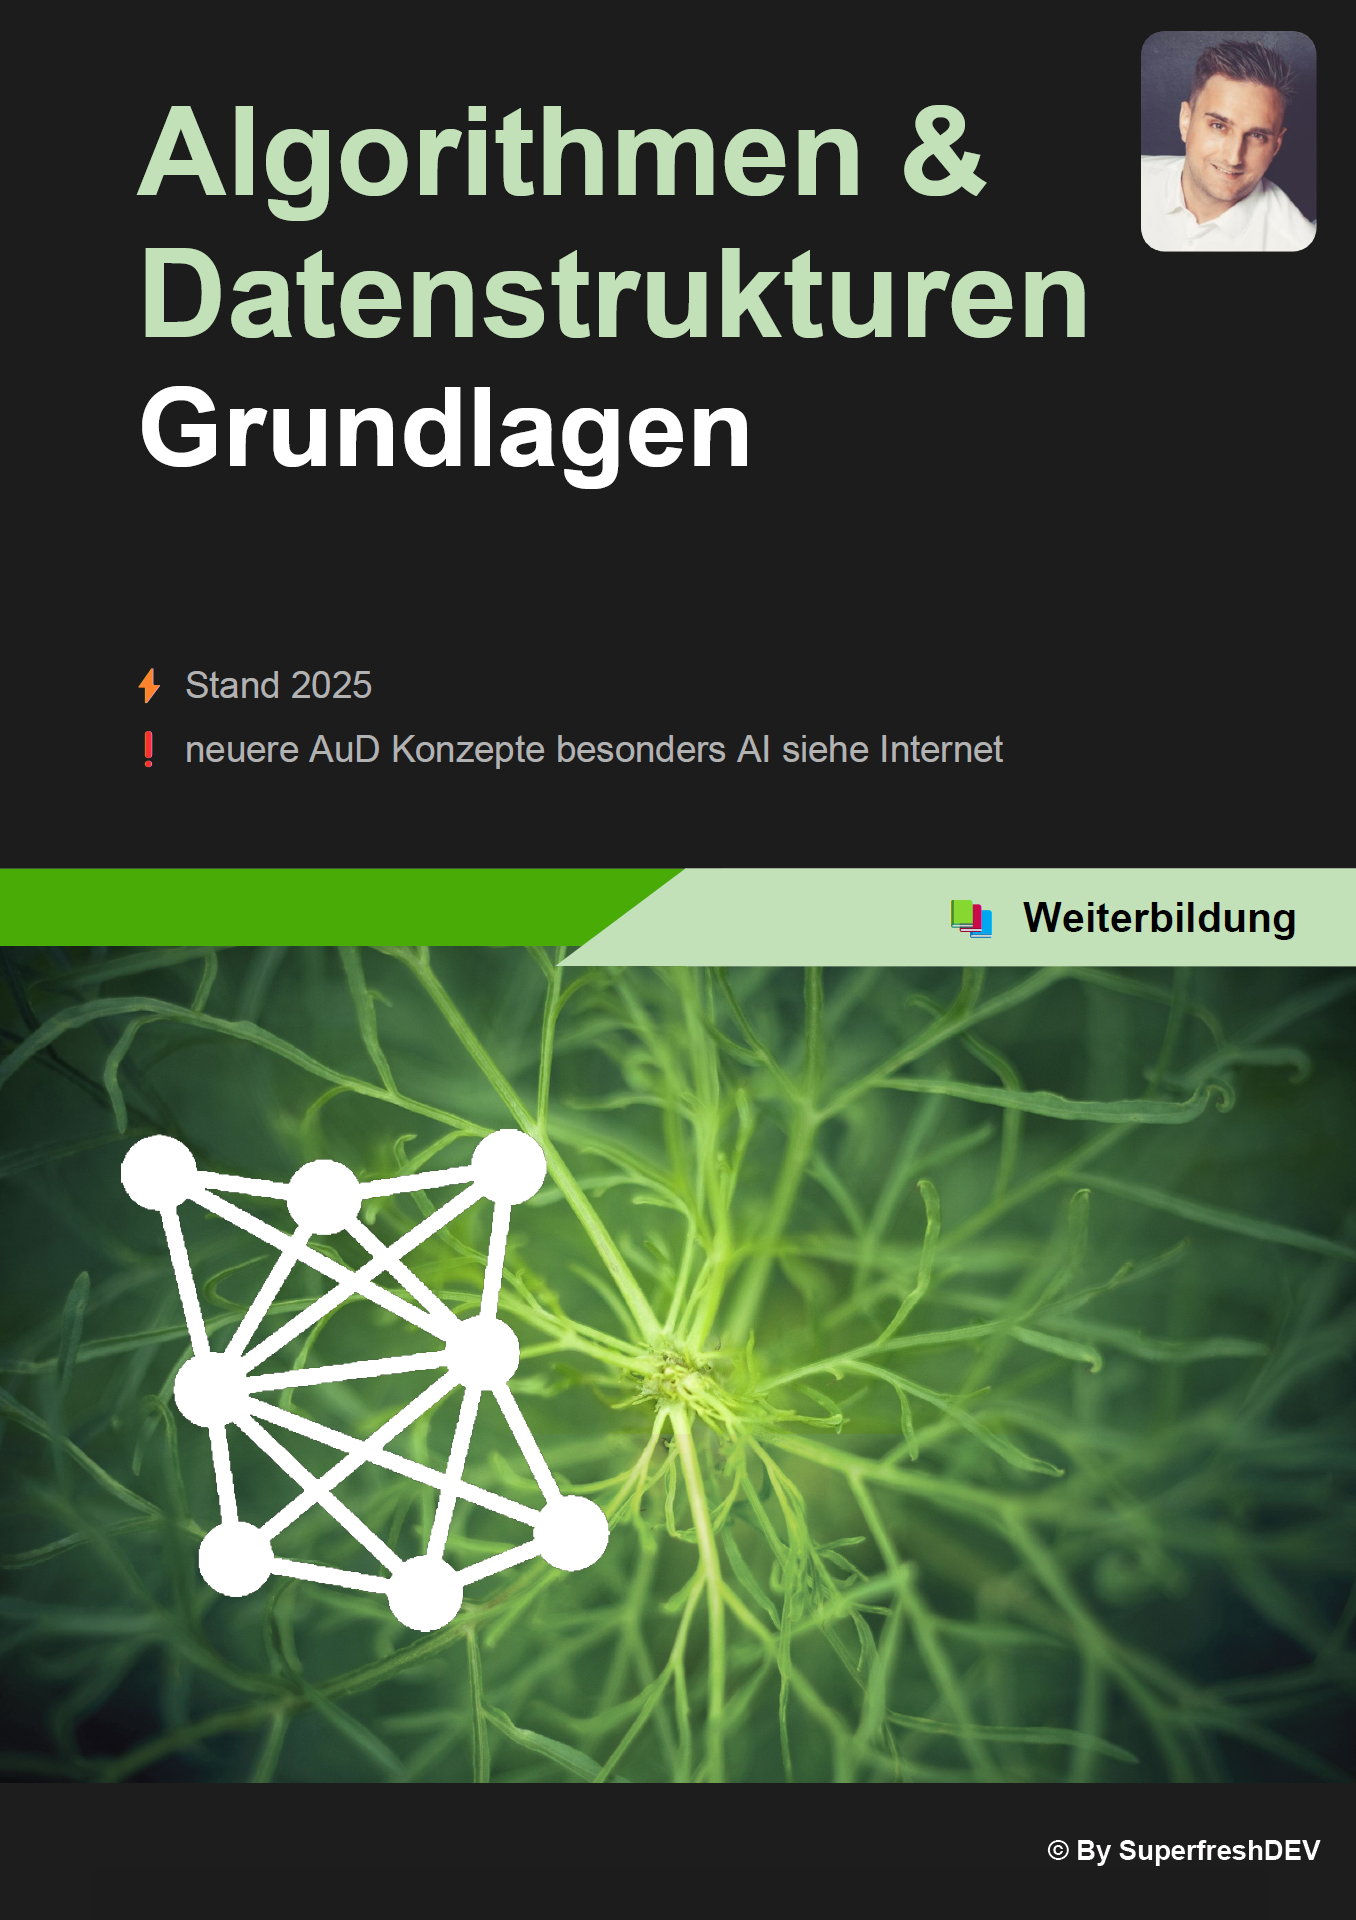 Algorithmen &
Datenstrukturen
Grundlagen
Stand 2025
neuere AuD Konzepte besonders AI siehe Internet
Weiterbildung
© By SuperfreshDEV